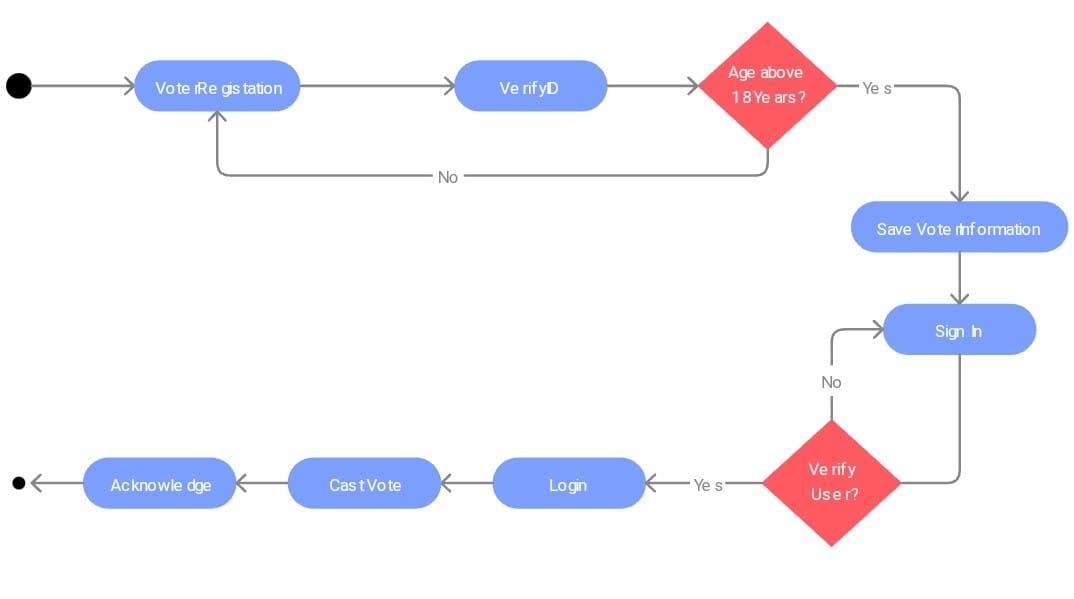 Voter Registation
Verify ID
Age above
18 Years?
Yes
No
Save Voter Information
Sign In
No
Verify
User?
Yes
Login
Cast Vote
Acknowledge